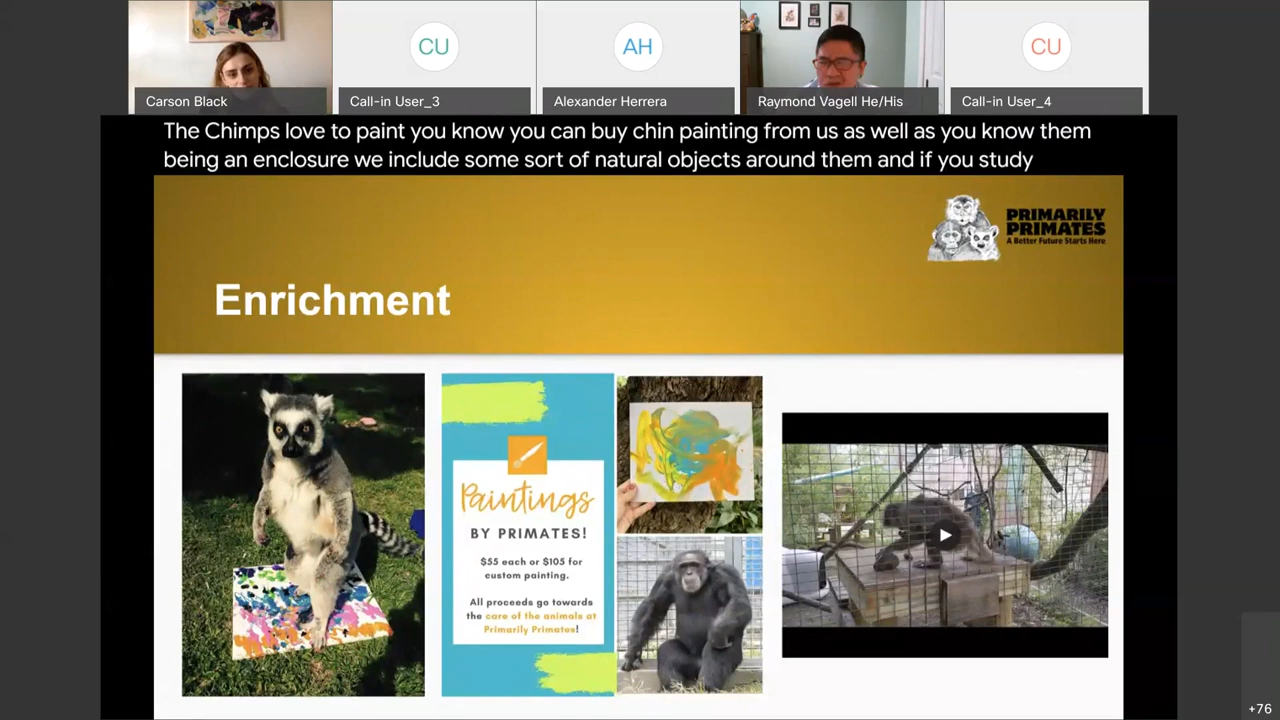 CU
AH
CU
Carson Black
Call-in User_3
Alexander Herrera
Raymond Vagell He/His
Call-in User_4
The Chimps love to paint you know you can buy chin painting from us as well as you know them
being an enclosure we include some sort of natural objects around them and if you study
PRIMARILY
PRIMATES
A Better Future Starts Here
Enrichment
Paintings
BY PRIMATES!
$55 each or $105 for
custom painting.
All proceeds go towards
the care of the animals at
Primarily Primates!
+76